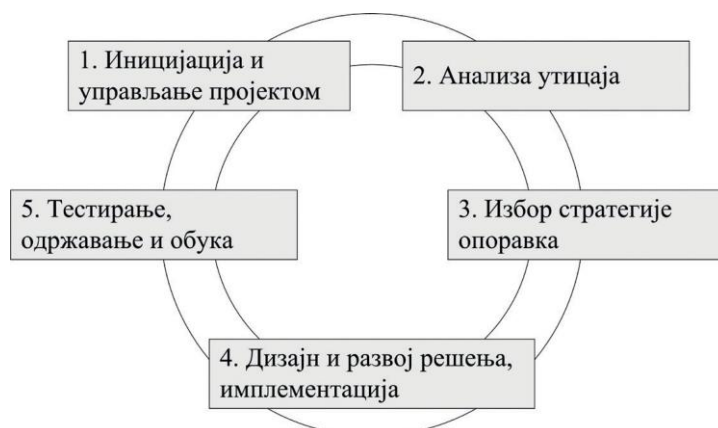 1. Иницијација и
управљање пројектом
2. Анализа утицаја
3. Избор стратегије
опоравка
4. Дизајн и развој решења,
имплементација
5. Тестирање,
одржавање и обука